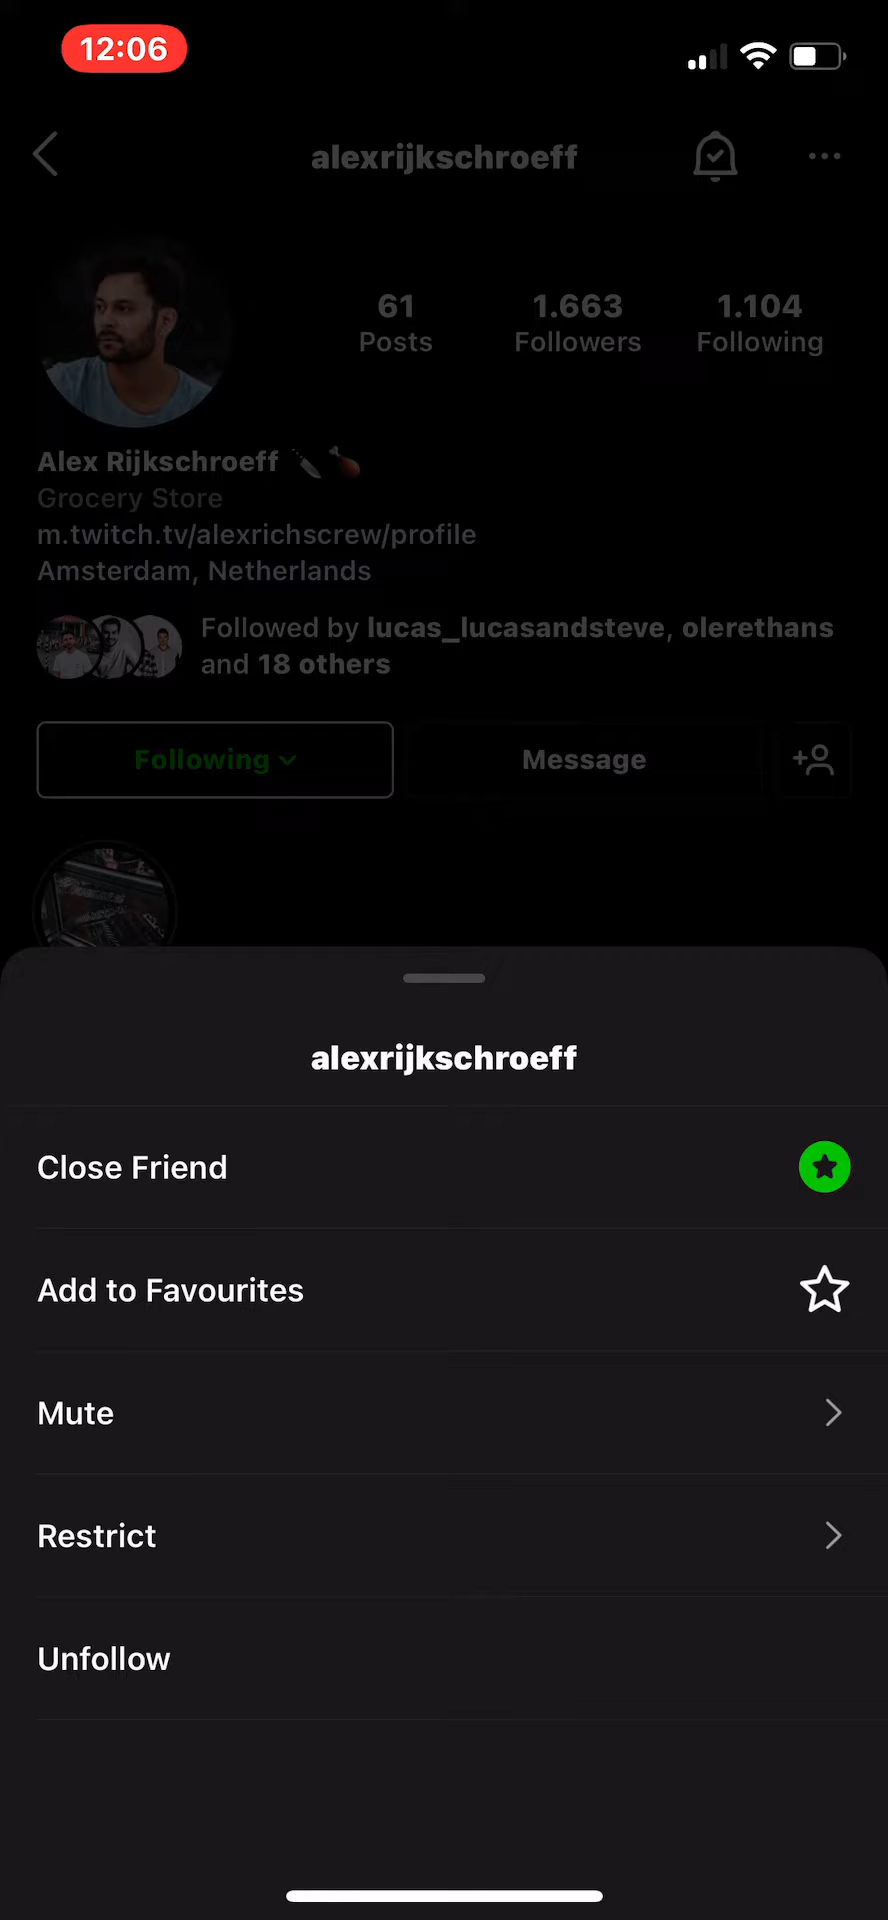 12:06
alexrijkschroeff
61 1.663 1.104
Posts Followers Following
Alex Rijkschroeff 🔪🍗
Grocery Store
m.twitch.tv/alexrichscrew/profile
Amsterdam, Netherlands
Followed by lucas_lucasandsteve, olerethans
and 18 others
Following Message
alexrijkschroeff
Close Friend
Add to Favourites
Mute
Restrict
Unfollow